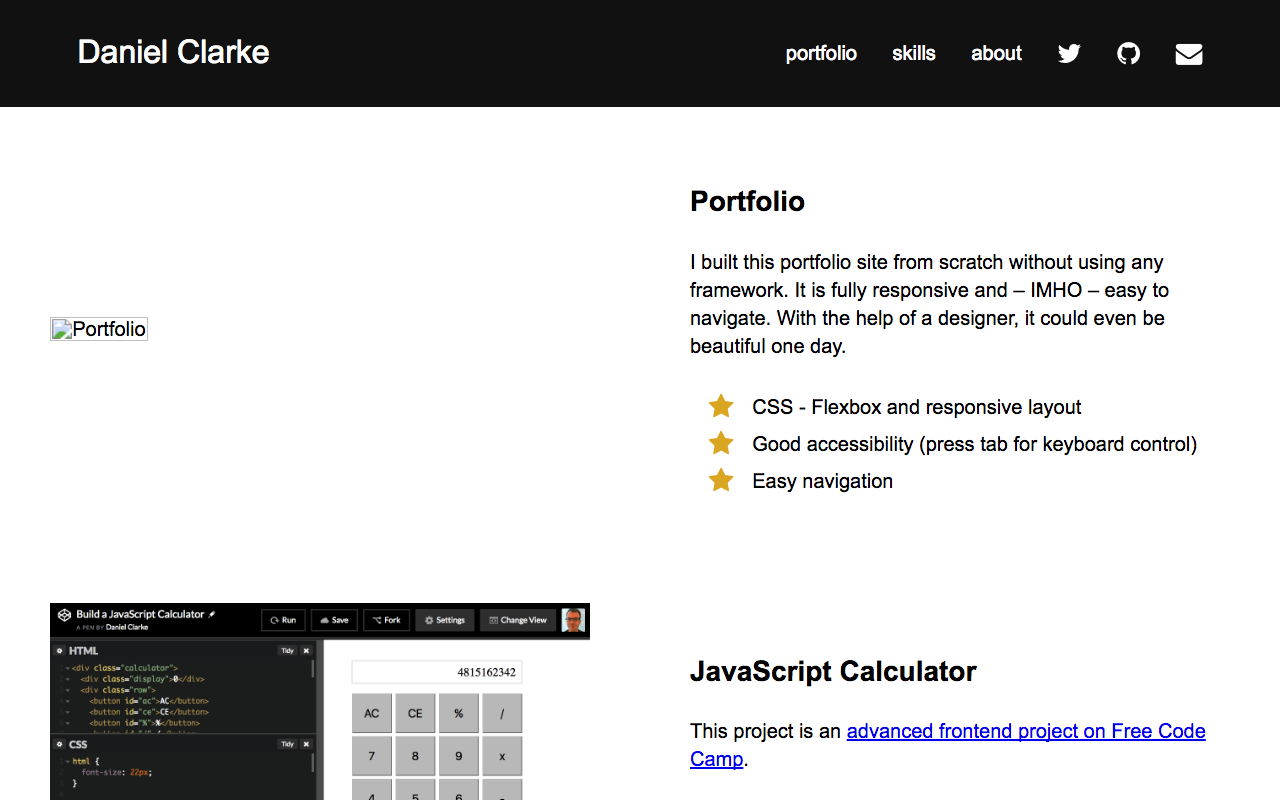 Daniel Clarke
portfolio skills about
Portfolio
Portfolio
I built this portfolio site from scratch without using any
framework. It is fully responsive and – IMHO – easy to
navigate. With the help of a designer, it could even be
beautiful one day.
CSS - Flexbox and responsive layout
Good accessibility (press tab for keyboard control)
Easy navigation
Build a JavaScript Calculator
A PEN BY Daniel Clarke
Run Save Fork Settings Change View
HTML Tidy
<div class="calculator">
<div class="display">0</div>
<div class="row">
<button id="ac">AC</button>
<button id="ce">CE</button>
<button id="%">%</button>
CSS Tidy
html {
font-size: 22px;
}
4815162342
AC CE % /
7 8 9 x
4 5 6 -
JavaScript Calculator
This project is an advanced frontend project on Free Code
Camp.